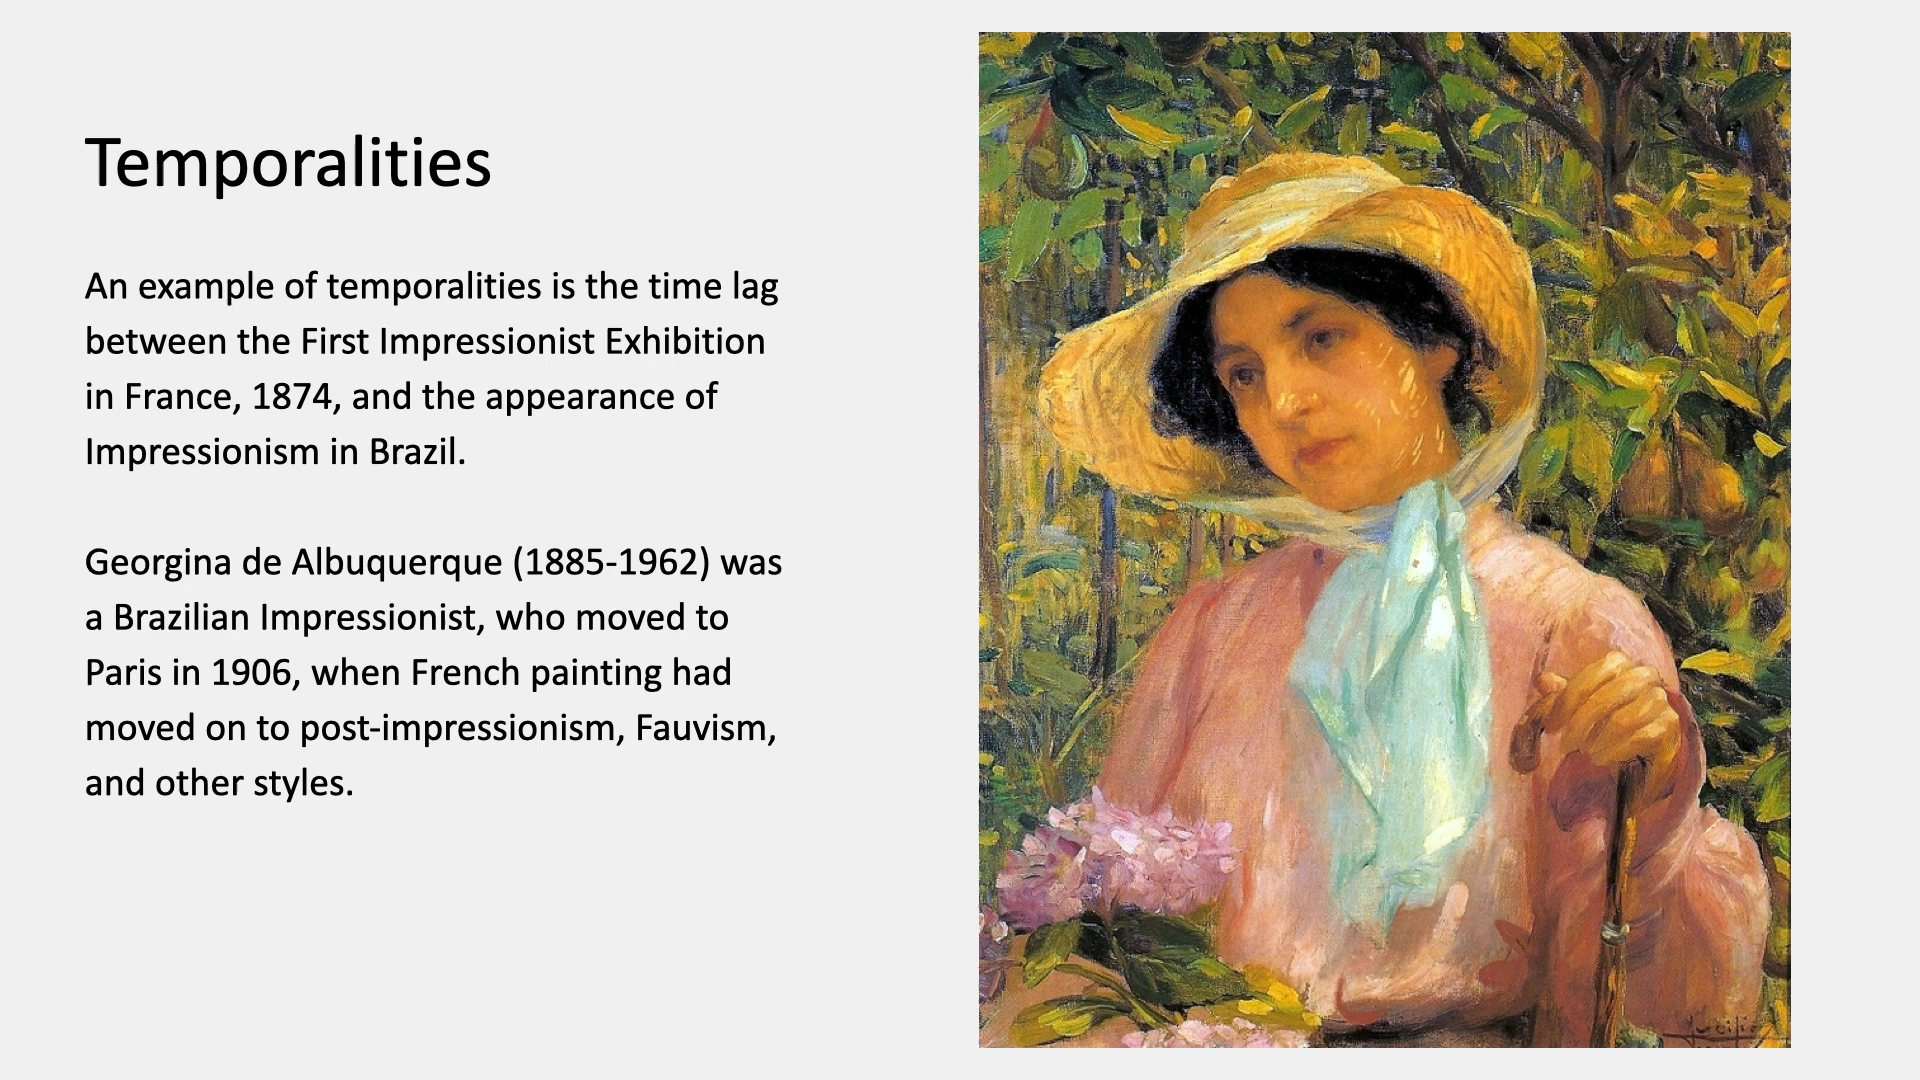 Temporalities
An example of temporalities is the time lag
between the First Impressionist Exhibition
in France, 1874, and the appearance of
Impressionism in Brazil.
Georgina de Albuquerque (1885-1962) was
a Brazilian Impressionist, who moved to
Paris in 1906, when French painting had
moved on to post-impressionism, Fauvism,
and other styles.